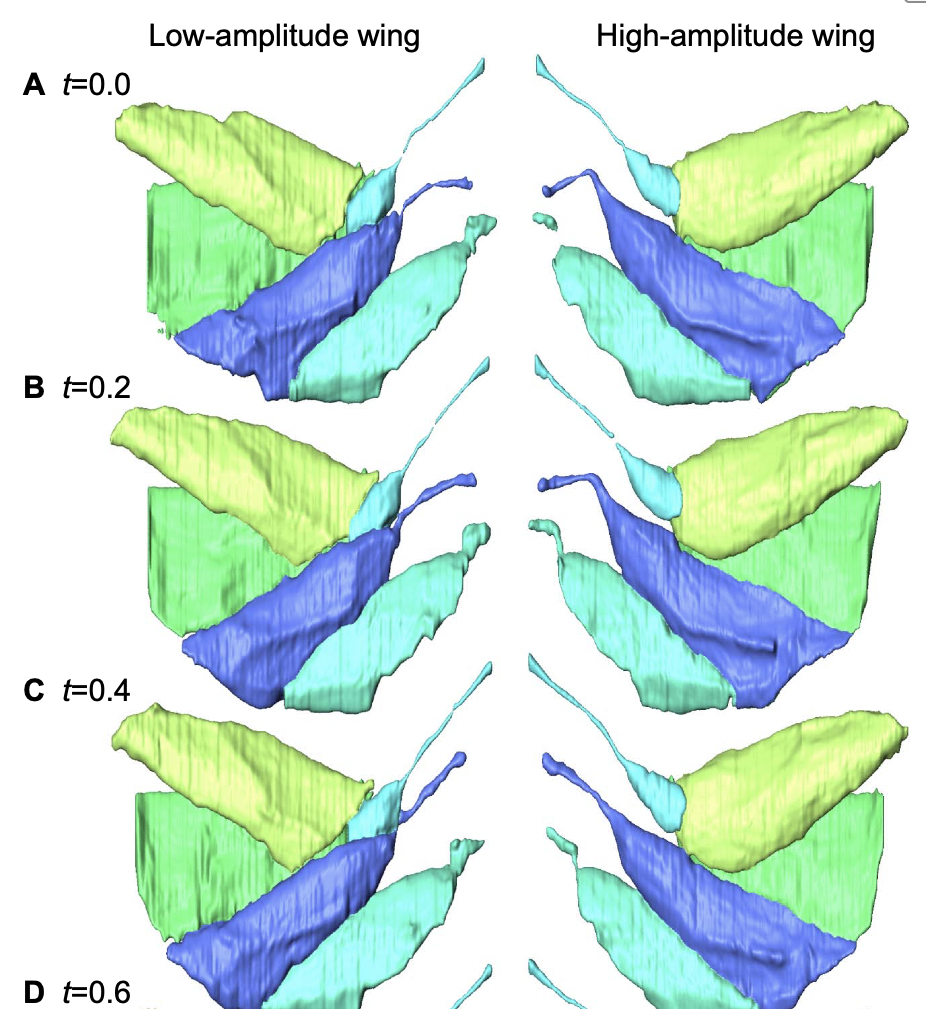 Low-amplitude wing High-amplitude wing
A t=0.0
B t=0.2
C t=0.4
D t=0.6